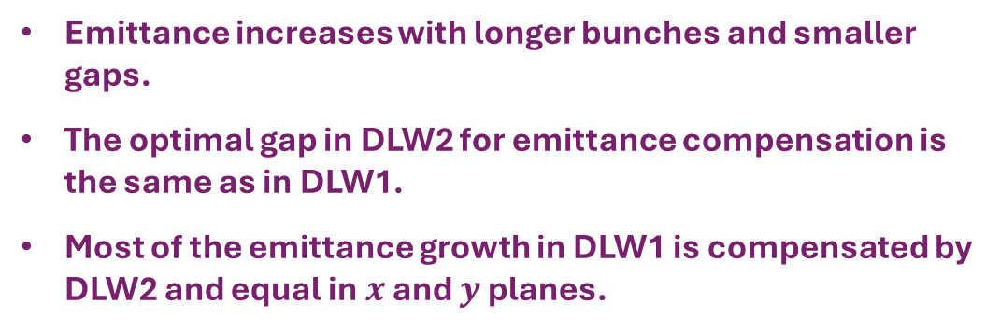 • Emittance increases with longer bunches and smaller
gaps.
• The optimal gap in DLW2 for emittance compensation is
the same as in DLW1.
• Most of the emittance growth in DLW1 is compensated by
DLW2 and equal in x and y planes.